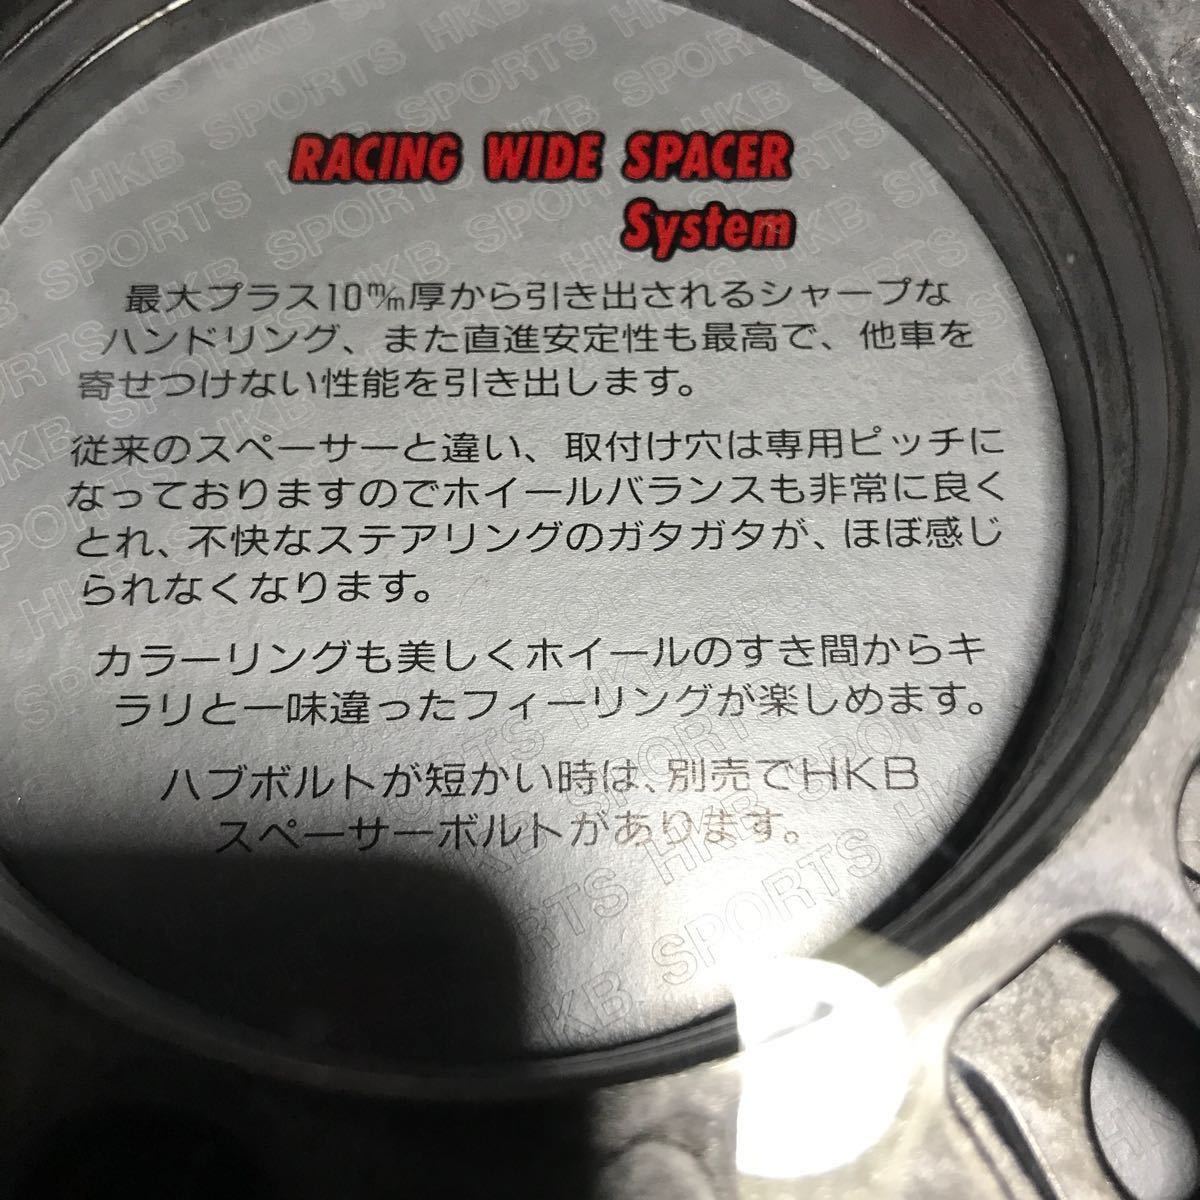 RACING WIDE SPACER
System
最大プラス10m/m厚から引き出されるシャープな
ハンドリング、また直進安定性も最高で、他車を
寄せつけない性能を引き出します。
従来のスペーサーと違い、取付け穴は専用ピッチに
なっておりますのでホイールバランスも非常に良く
とれ、不快なステアリングのガタガタが、ほぼ感じ
られなくなります。
カラーリングも美しくホイールのすき間からキ
ラリと一味違ったフィーリングが楽しめます。
ハブボルトが短かい時は、別売でHKB
スペーサーボルトがあります。